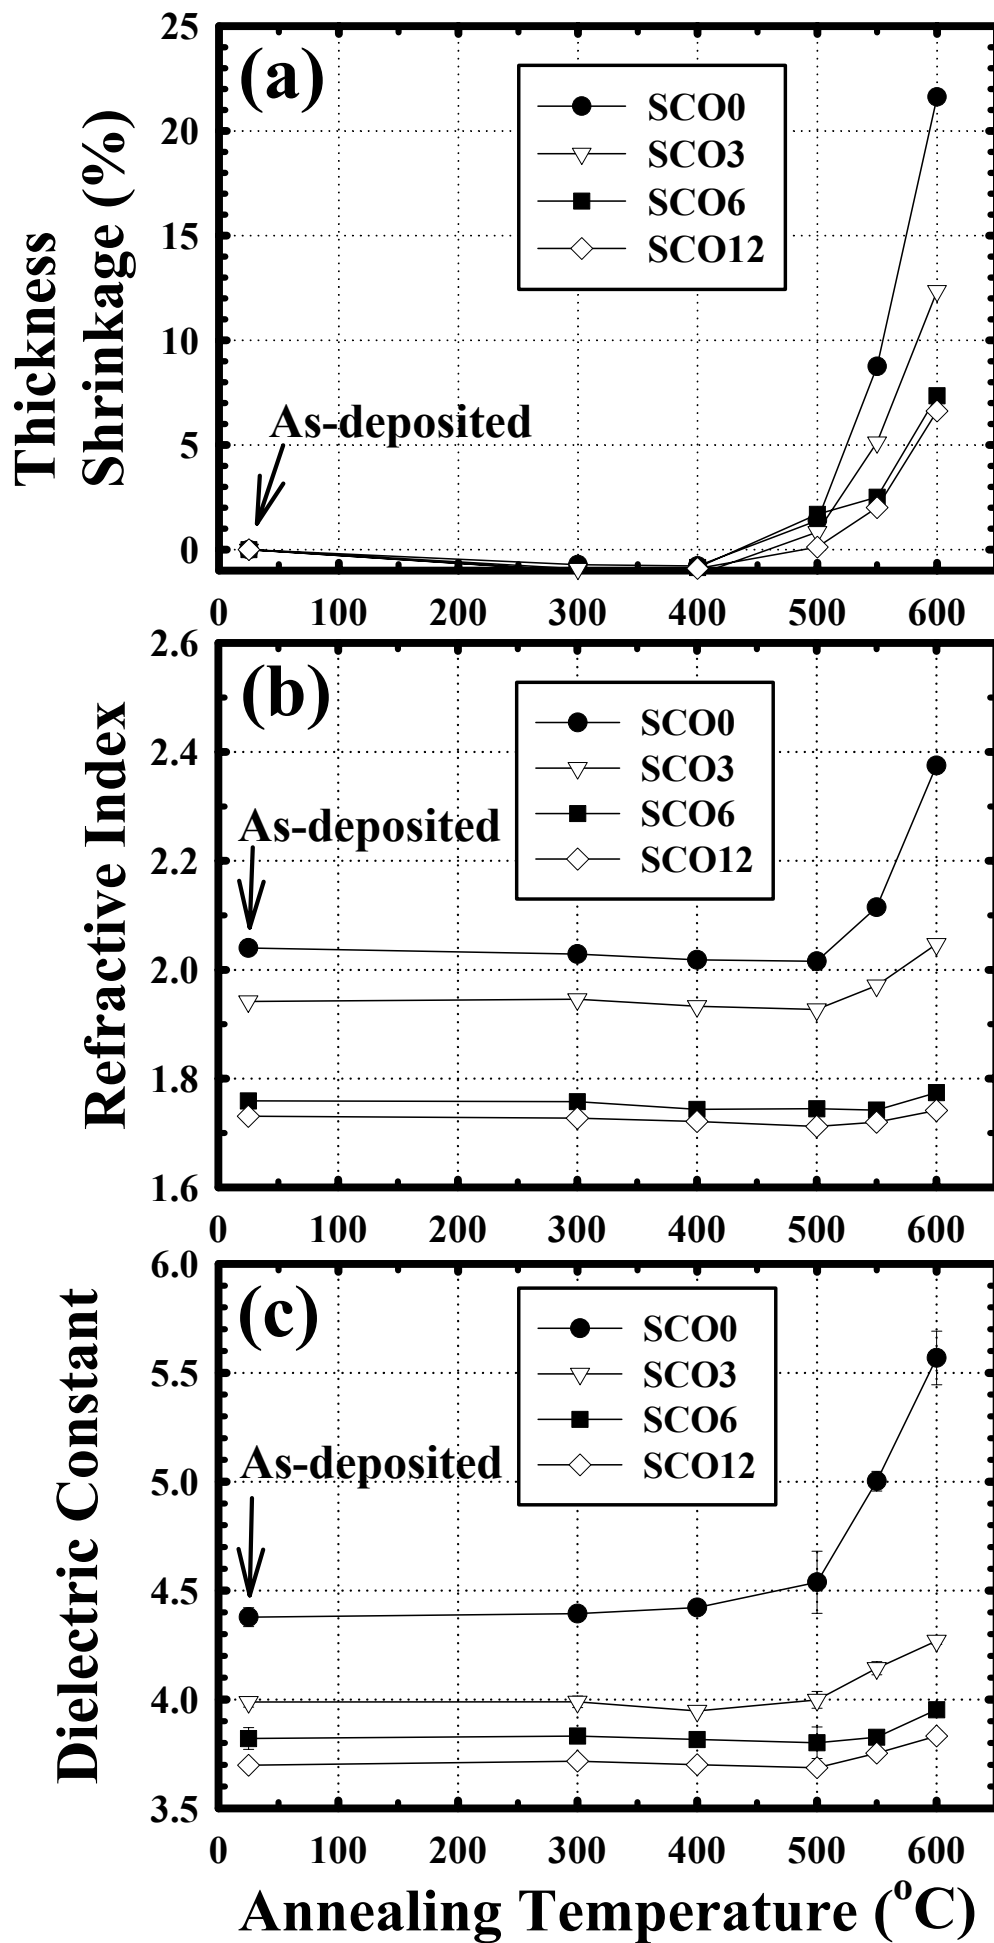 25
20
15
10
5
0
Thickness
Shrinkage (%)
(a)
SCO0
SCO3
SCO6
SCO12
As-deposited
0 100 200 300 400 500 600
2.6
2.4
2.2
2.0
1.8
1.6
Refractive Index
(b)
SCO0
SCO3
SCO6
SCO12
As-deposited
0 100 200 300 400 500 600
6.0
5.5
5.0
4.5
4.0
3.5
Dielectric Constant
(c)
SCO0
SCO3
SCO6
SCO12
As-deposited
0 100 200 300 400 500 600
Annealing Temperature (°C)